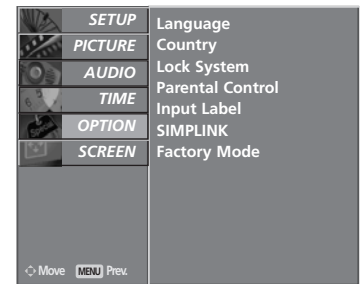 SETUP
PICTURE
AUDIO
TIME
OPTION
SCREEN
Language
Country
Lock System
Parental Control
Input Label
SIMPLINK
Factory Mode
Move MENU Prev.